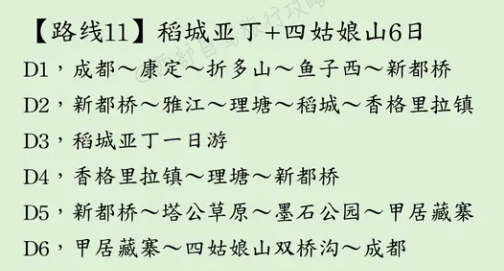 【路线11】稻城亚丁+四姑娘山6日
D1，成都～康定～折多山～鱼子西～新都桥
D2，新都桥～雅江～理塘～稻城～香格里拉镇
D3，稻城亚丁一日游
D4，香格里拉镇～理塘～新都桥
D5，新都桥～塔公草原～墨石公园～甲居藏寨
D6，甲居藏寨～四姑娘山双桥沟～成都